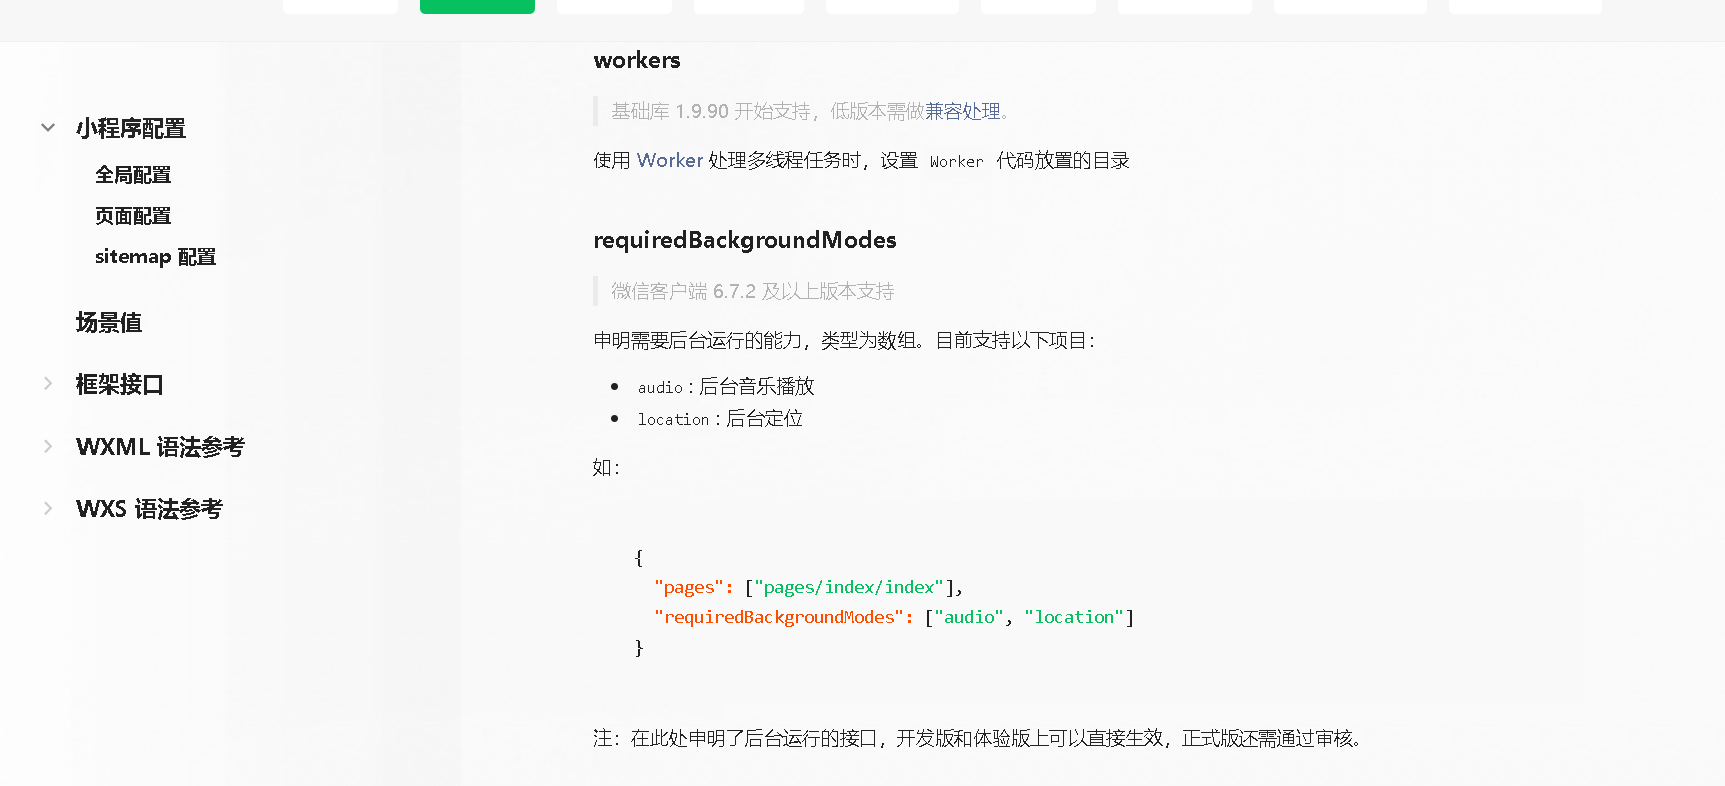 小程序配置
全局配置
页面配置
sitemap 配置
场景值
框架接口
WXML 语法参考
WXS 语法参考
workers
基础库 1.9.90 开始支持，低版本需做兼容处理。
使用 Worker 处理多线程任务时，设置 Worker 代码放置的目录
requiredBackgroundModes
微信客户端 6.7.2 及以上版本支持
申明需要后台运行的能力，类型为数组。目前支持以下项目：
audio : 后台音乐播放
location : 后台定位
如：
{
"pages": ["pages/index/index"],
"requiredBackgroundModes": ["audio", "location"]
}
注：在此处申明了后台运行的接口，开发版和体验版上可以直接生效，正式版还需通过审核。